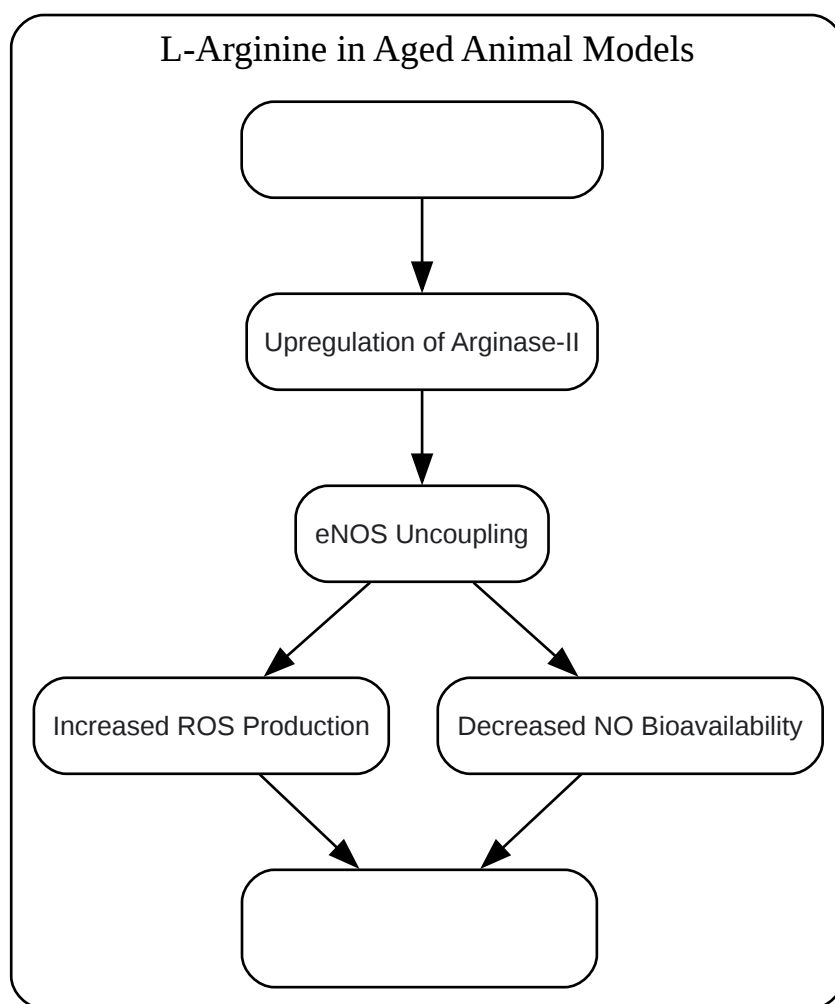 L-Arginine in Aged Animal Models
Upregulation of Arginase-II
eNOS Uncoupling
Increased ROS Production
Decreased NO Bioavailability